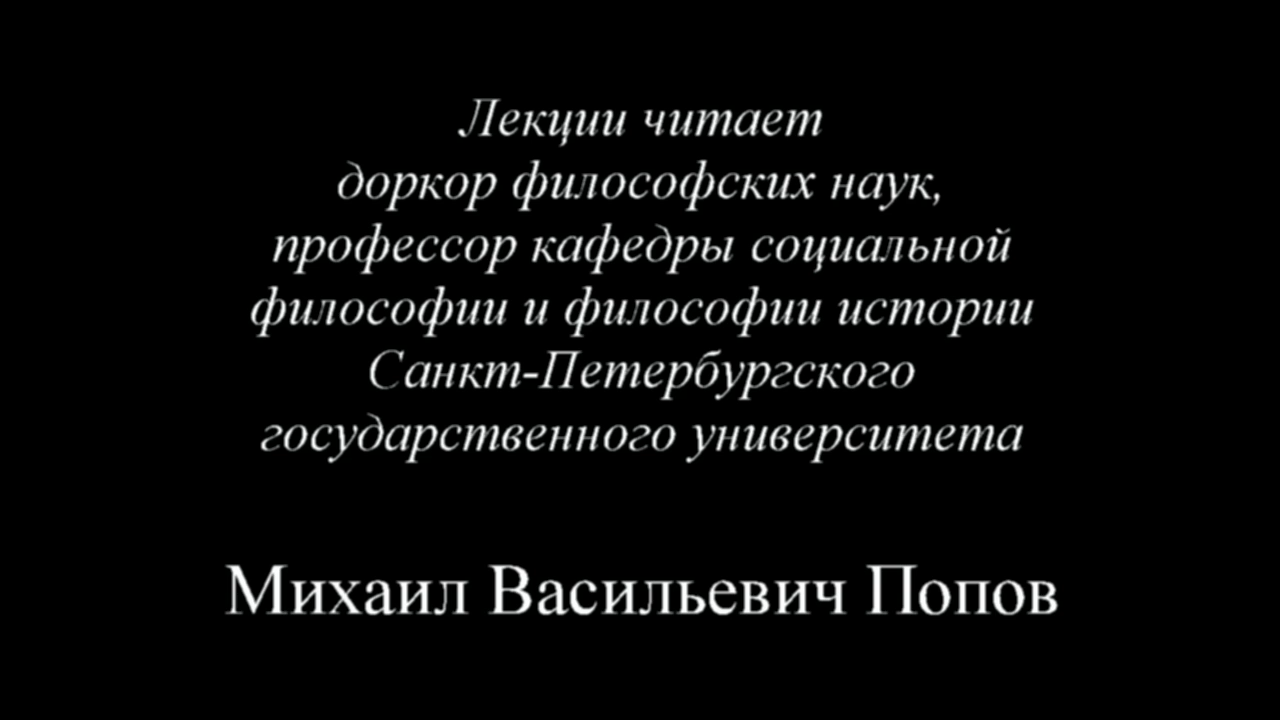 Лекции читает
доркор философских наук,
профессор кафедры социальной
философии и философии истории
Санкт-Петербургского
государственного университета
Михаил Васильевич Попов